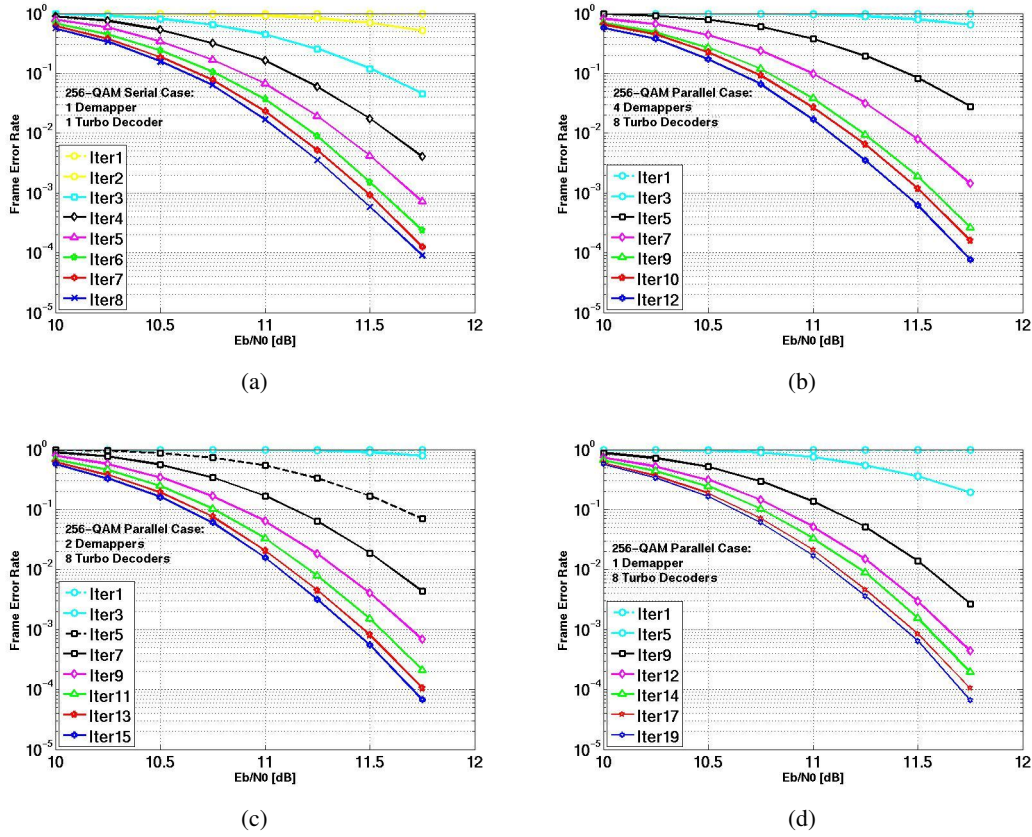 10^0
10^-1
10^-2
10^-3
10^-4
10^-5
Frame Error Rate
256-QAM Serial Case:
1 Demapper
1 Turbo Decoder
Iter1
Iter2
Iter3
Iter4
Iter5
Iter6
Iter7
Iter8
10 10.5 11 11.5 12
Eb/N0 [dB]
(a)
10^0
10^-1
10^-2
10^-3
10^-4
10^-5
Frame Error Rate
256-QAM Parallel Case:
4 Demappers
8 Turbo Decoders
Iter1
Iter3
Iter5
Iter7
Iter9
Iter10
Iter12
10 10.5 11 11.5 12
Eb/N0 [dB]
(b)
10^0
10^-1
10^-2
10^-3
10^-4
10^-5
Frame Error Rate
256-QAM Parallel Case:
2 Demappers
8 Turbo Decoders
Iter1
Iter3
Iter5
Iter7
Iter9
Iter11
Iter13
Iter15
10 10.5 11 11.5 12
Eb/N0 [dB]
(c)
10^0
10^-1
10^-2
10^-3
10^-4
10^-5
Frame Error Rate
256-QAM Parallel Case:
1 Demapper
8 Turbo Decoders
Iter1
Iter5
Iter9
Iter12
Iter14
Iter17
Iter19
10 10.5 11 11.5 12
Eb/N0 [dB]
(d)